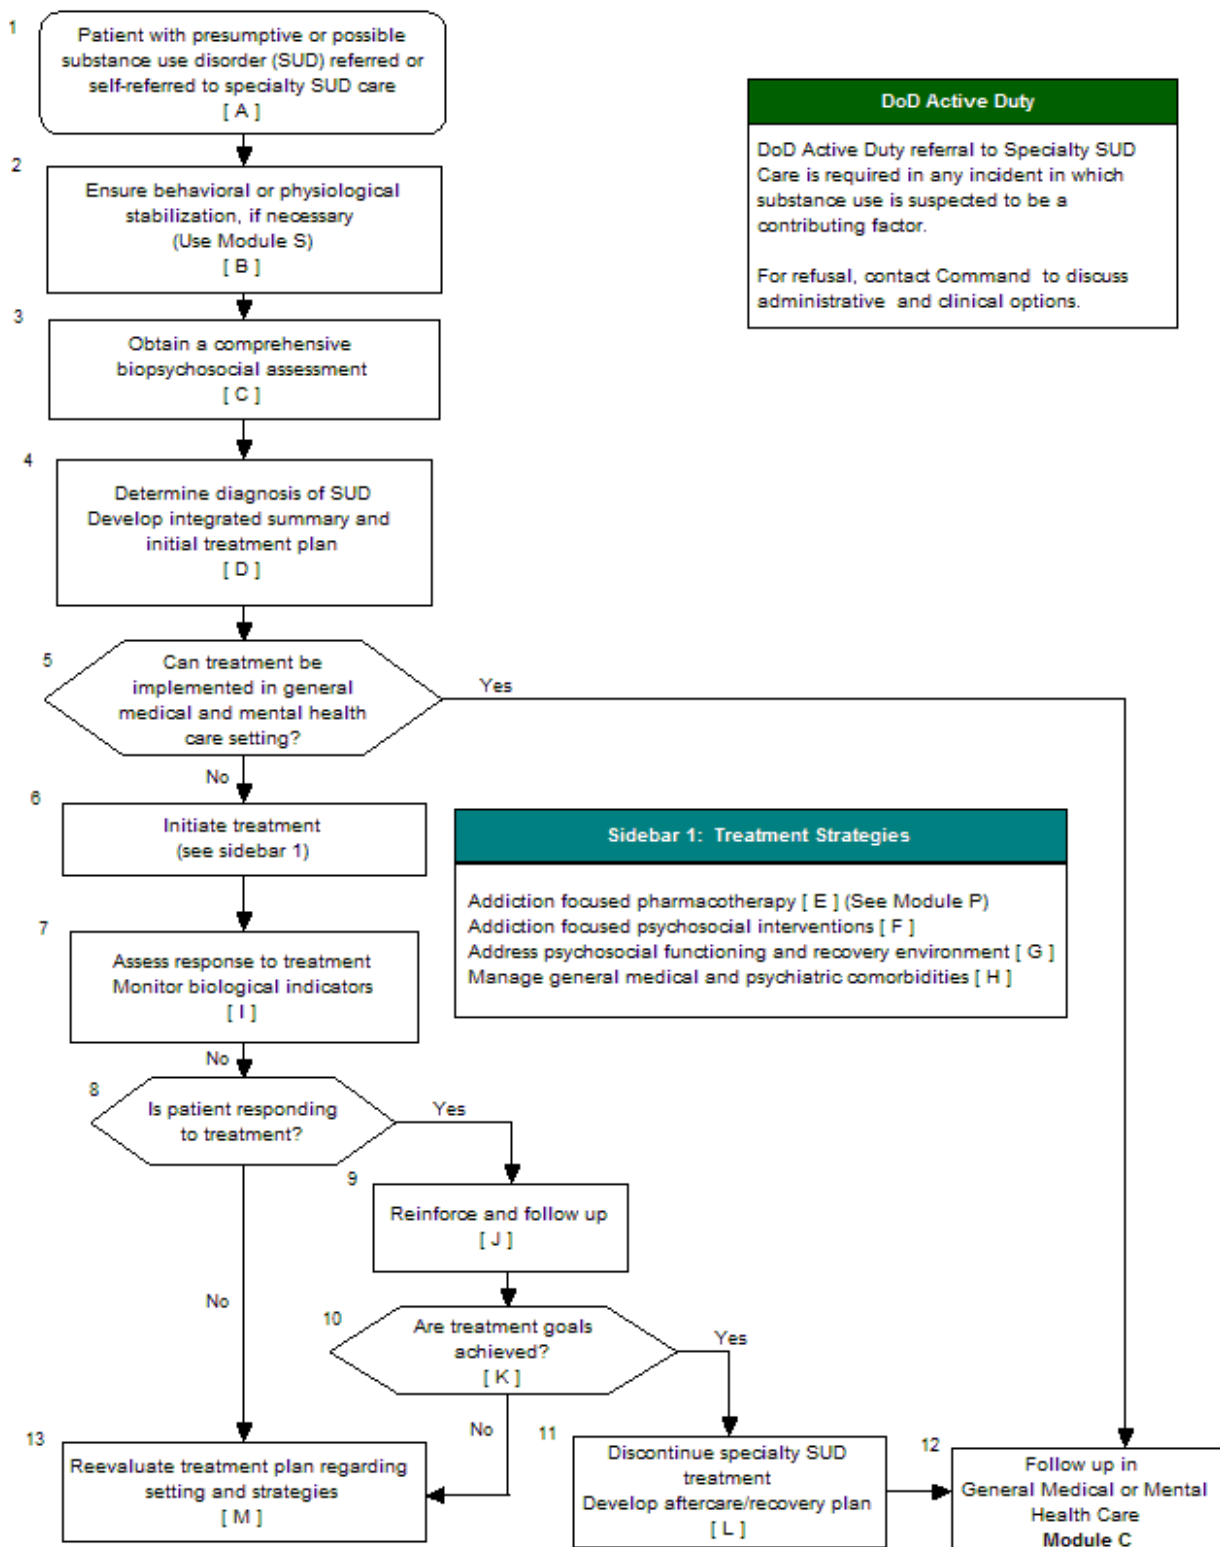 1
Patient with presumptive or possible
substance use disorder (SUD) referred or
self-referred to specialty SUD care
[ A ]
DoD Active Duty
DoD Active Duty referral to Specialty SUD
Care is required in any incident in which
substance use is suspected to be a
contributing factor.
For refusal, contact Command to discuss
administrative and clinical options.
2
Ensure behavioral or physiological
stabilization, if necessary
(Use Module S)
[ B ]
3
Obtain a comprehensive
biopsychosocial assessment
[ C ]
4
Determine diagnosis of SUD
Develop integrated summary and
initial treatment plan
[ D ]
5
Can treatment be
implemented in general
medical and mental health
care setting?
Yes
No
6
Initiate treatment
(see sidebar 1)
Sidebar 1: Treatment Strategies
Addiction focused pharmacotherapy [ E ] (See Module P)
Addiction focused psychosocial interventions [ F ]
Address psychosocial functioning and recovery environment [ G ]
Manage general medical and psychiatric comorbidities [ H ]
7
Assess response to treatment
Monitor biological indicators
[ I ]
No
8
Is patient responding
to treatment?
Yes
No
9
Reinforce and follow up
[ J ]
10
Are treatment goals
achieved?
[ K ]
Yes
No
11
Discontinue specialty SUD
treatment
Develop aftercare/recovery plan
[ L ]
12
Follow up in
General Medical or Mental
Health Care
Module C
13
Reevaluate treatment plan regarding
setting and strategies
[ M ]